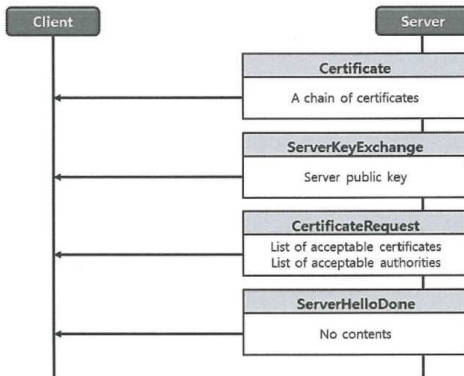 Client
Server
Certificate
A chain of certificates
ServerKeyExchange
Server public key
CertificateRequest
List of acceptable certificates
List of acceptable authorities
ServerHelloDone
No contents